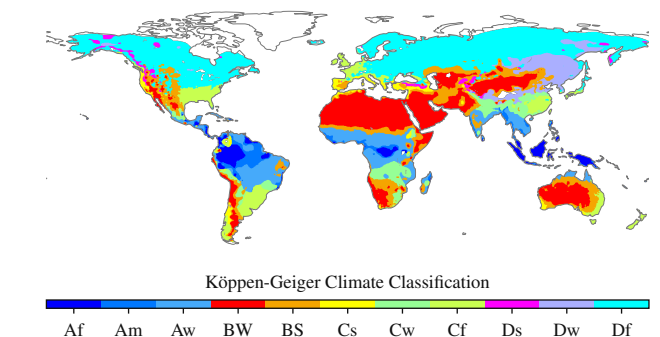 Köppen-Geiger Climate Classification
Af Am Aw BW BS Cs Cw Cf Ds Dw Df